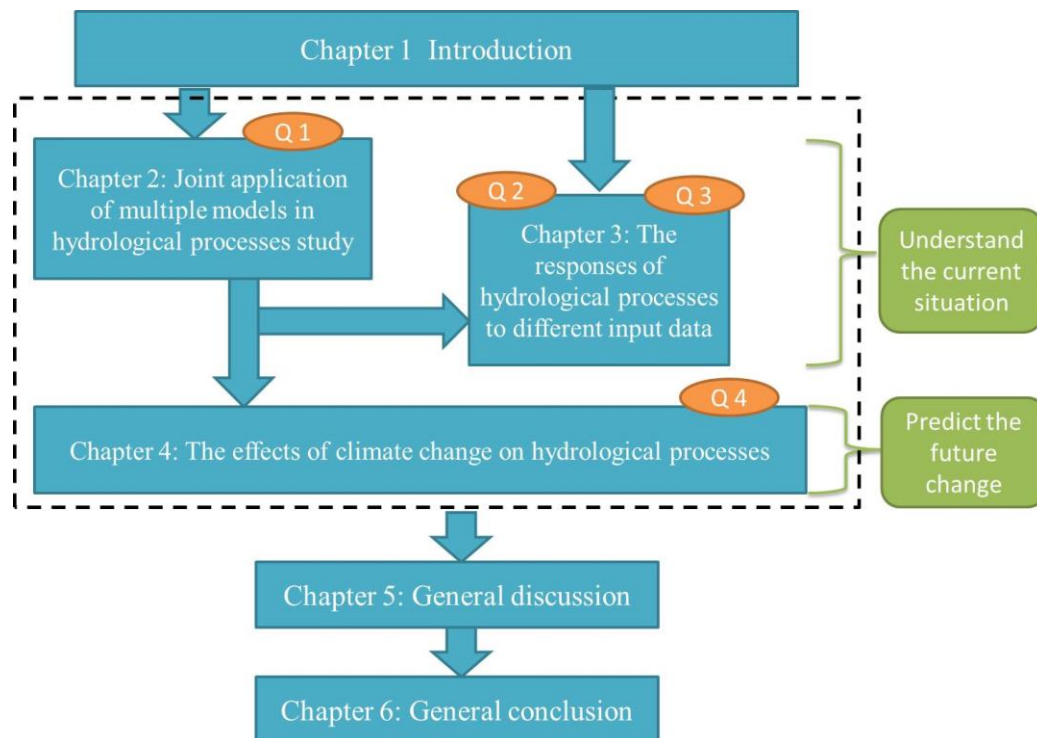 Chapter 1 Introduction
Q 1
Chapter 2: Joint application
of multiple models in
hydrological processes study
Q 2
Q 3
Chapter 3: The
responses of
hydrological processes
to different input data
Understand
the current
situation
Q 4
Chapter 4: The effects of climate change on hydrological processes
Predict the
future
change
Chapter 5: General discussion
Chapter 6: General conclusion